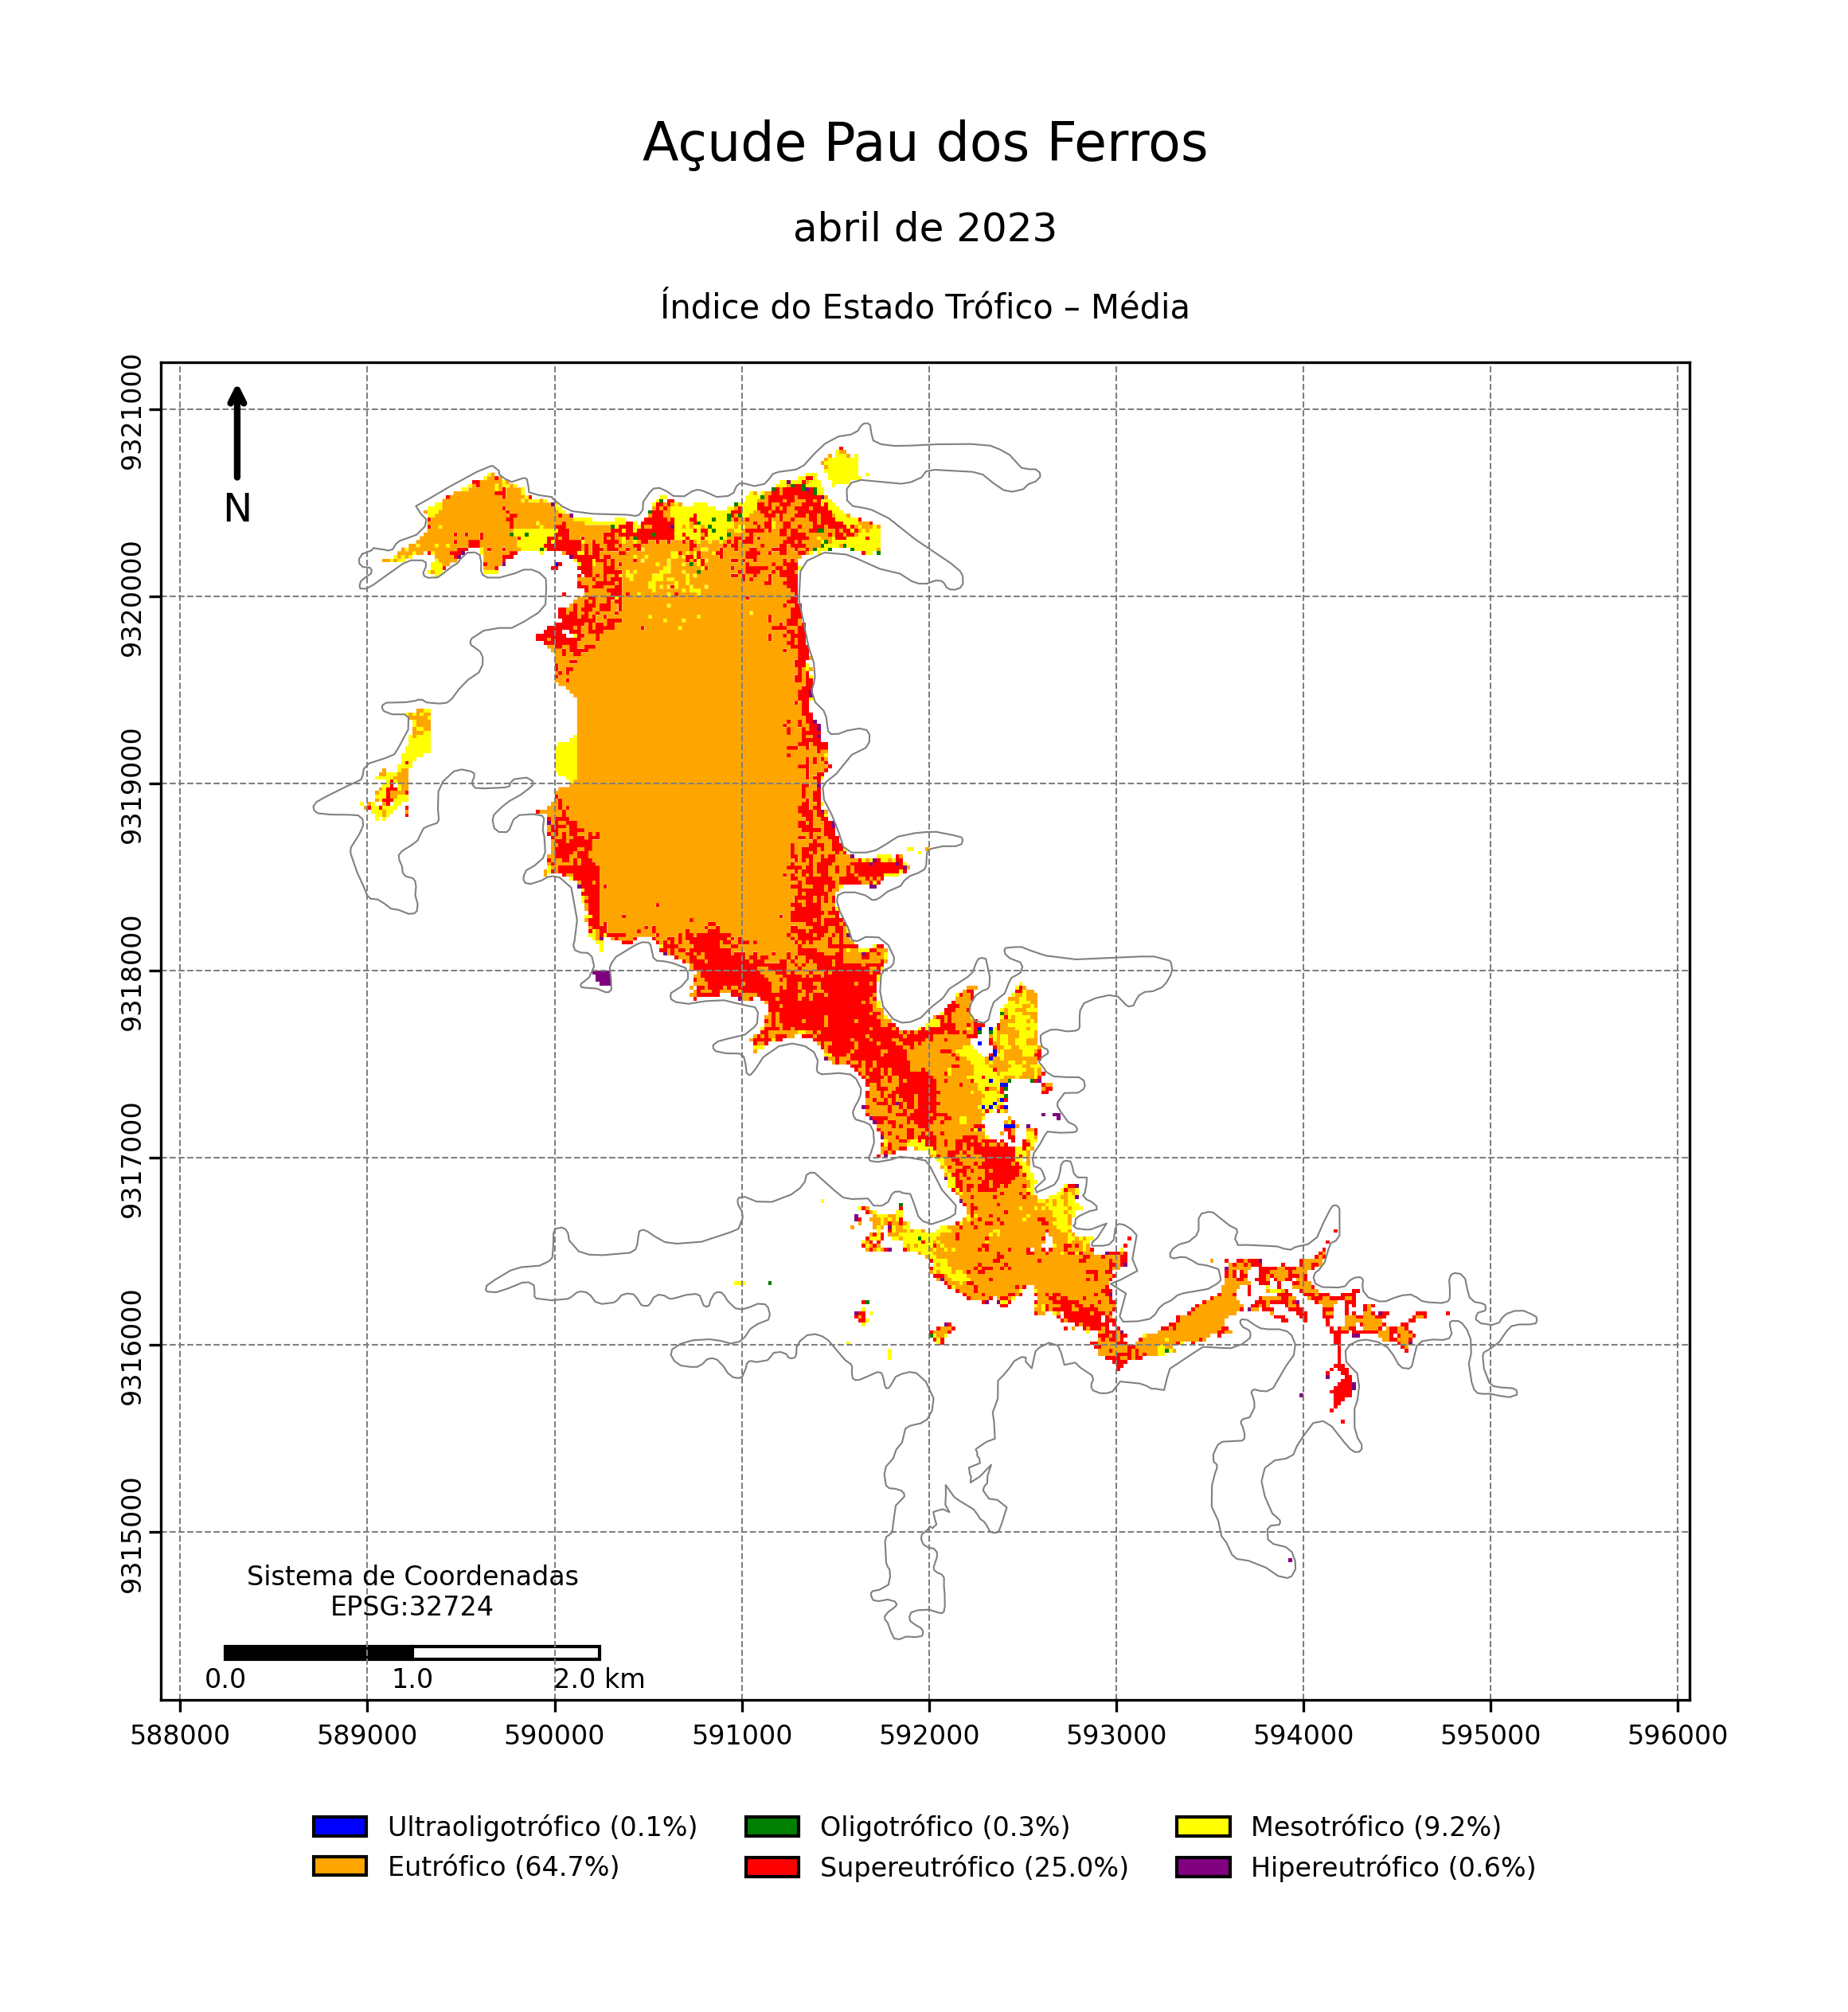 Açude Pau dos Ferros
abril de 2023
Índice do Estado Trófico – Média
9321000
9320000
9319000
9318000
9317000
9316000
9315000
N
Sistema de Coordenadas
EPSG:32724
0.0 1.0 2.0 km
588000 589000 590000 591000 592000 593000 594000 595000 596000
Ultraoligotrófico (0.1%) Oligotrófico (0.3%) Mesotrófico (9.2%)
Eutrófico (64.7%) Supereutrófico (25.0%) Hipereutrófico (0.6%)